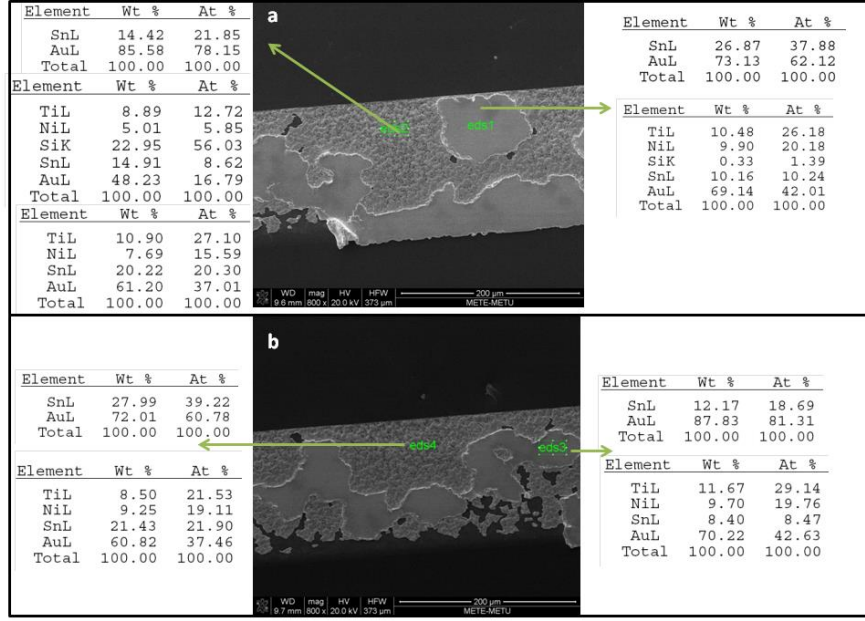 Element Wt % At %
SnL 14.42 21.85
AuL 85.58 78.15
Total 100.00 100.00
Element Wt % At %
TiL 8.89 12.72
NiL 5.01 5.85
SiK 22.95 56.03
SnL 14.91 8.62
AuL 48.23 16.79
Total 100.00 100.00
Element Wt % At %
TiL 10.90 27.10
NiL 7.69 15.59
SnL 20.22 20.30
AuL 61.20 37.01
Total 100.00 100.00
a
eds1
WD mag HV HFW 200 µm
9.6 mm 800 x 20.0 kV 373 µm METE-METU
Element Wt % At %
SnL 26.87 37.88
AuL 73.13 62.12
Total 100.00 100.00
Element Wt % At %
TiL 10.48 26.18
NiL 9.90 20.18
SiK 0.33 1.39
SnL 10.16 10.24
AuL 69.14 42.01
Total 100.00 100.00
Element Wt % At %
SnL 27.99 39.22
AuL 72.01 60.78
Total 100.00 100.00
Element Wt % At %
TiL 8.50 21.53
NiL 9.25 19.11
SnL 21.43 21.90
AuL 60.82 37.46
Total 100.00 100.00
b
eds4 eds3
WD mag HV HFW 200 µm
9.7 mm 800 x 20.0 kV 373 µm METE-METU
Element Wt % At %
SnL 12.17 18.69
AuL 87.83 81.31
Total 100.00 100.00
Element Wt % At %
TiL 11.67 29.14
NiL 9.70 19.76
SnL 8.40 8.47
AuL 70.22 42.63
Total 100.00 100.00